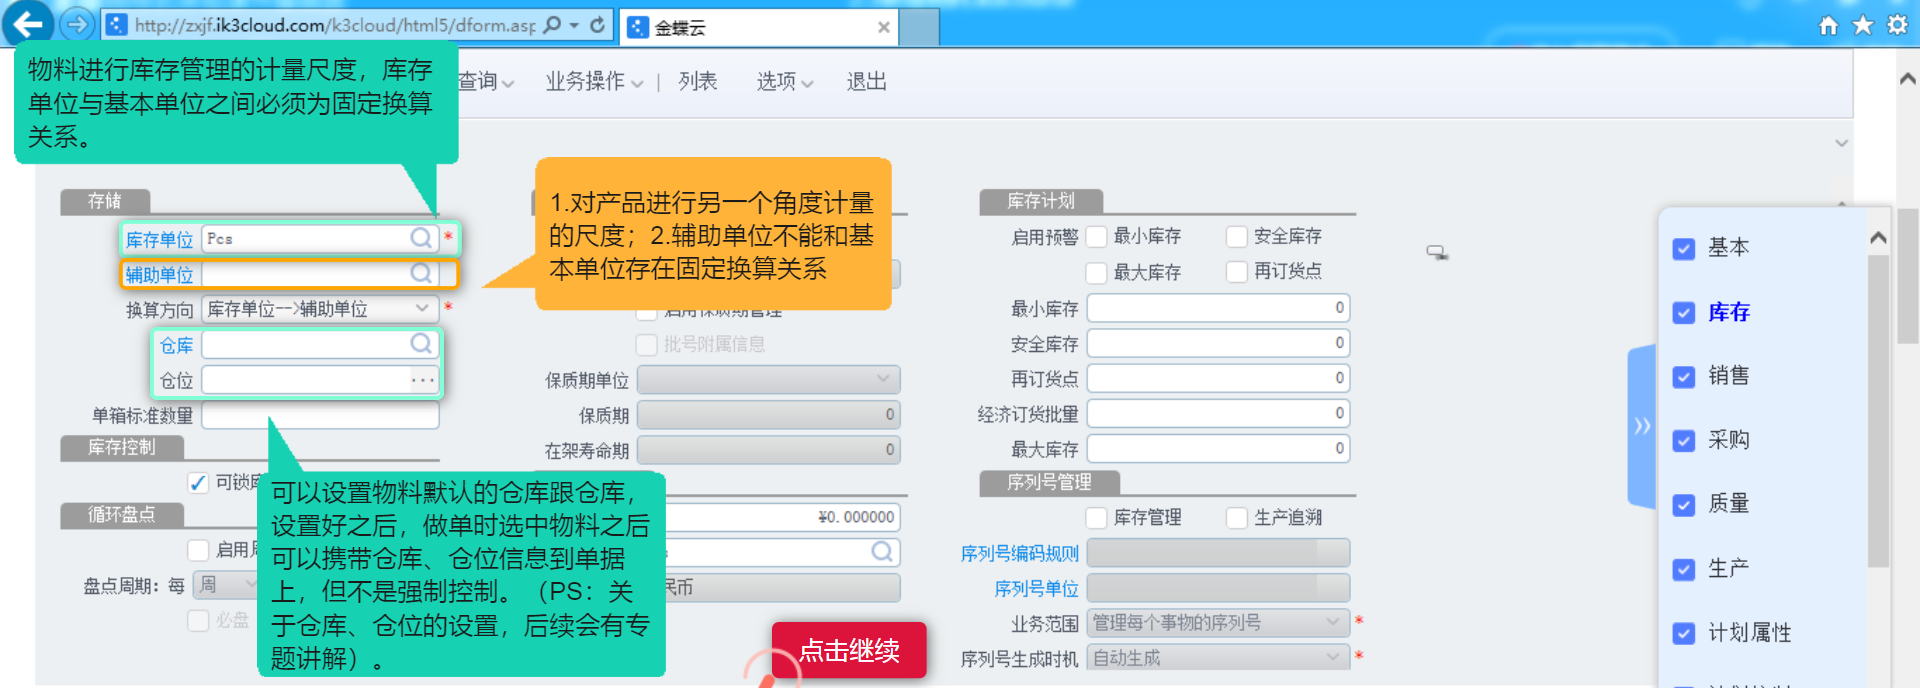 http://zxjf.ik3cloud.com/k3cloud/html5/dform.asp
金蝶云
查询
业务操作
列表
选项
退出
物料进行库存管理的计量尺度，库存
单位与基本单位之间必须为固定换算
关系。
1.对产品进行另一个角度计量
的尺度；2.辅助单位不能和基
本单位存在固定换算关系
存储
库存单位 Pcs *
辅助单位
换算方向 库存单位-->辅助单位 *
仓库
仓位 ...
单箱标准数量
库存控制
可锁库
循环盘点
启用周
盘点周期：每 周
必盘
可以设置物料默认的仓库跟仓库，
设置好之后，做单时选中物料之后
可以携带仓库、仓位信息到单据
上，但不是强制控制。（PS：关
于仓库、仓位的设置，后续会有专
题讲解）。
启用保质期管理
批号附属信息
保质期单位
保质期 0
在架寿命期 0
¥0.000000
民币
点击继续
库存计划
启用预警 最小库存 安全库存
最大库存 再订货点
最小库存 0
安全库存 0
再订货点 0
经济订货批量 0
最大库存 0
序列号管理
库存管理 生产追溯
序列号编码规则
序列号单位
业务范围 管理每个事物的序列号 *
序列号生成时机 自动生成 *
基本
库存
销售
采购
质量
生产
计划属性